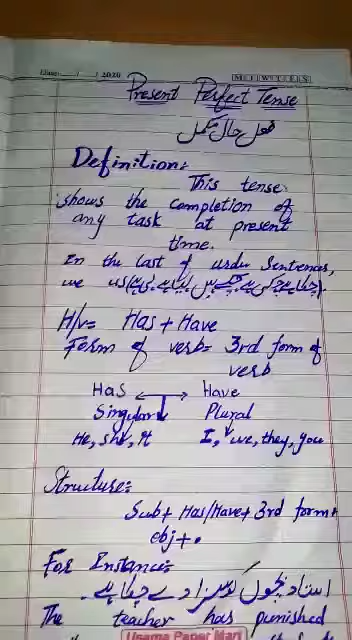 Date: / / 2020
Present Perfect Tense
فعل حال مکمل
Definition:
This tense
shows the completion of
any task at present
time.
In the last of urdu sentences,
we us
H/v= Has + Have
Form of verb= 3rd form of
verb
Has Have
Singular Plural
He, she, it I, we, they, you
Structure:
Sub+ Has/Have+ 3rd form+
obj+.
For Instance:
استاد بچوں کو سزا دے چکا ہے۔
The teacher has punished
Usama Paper Mart